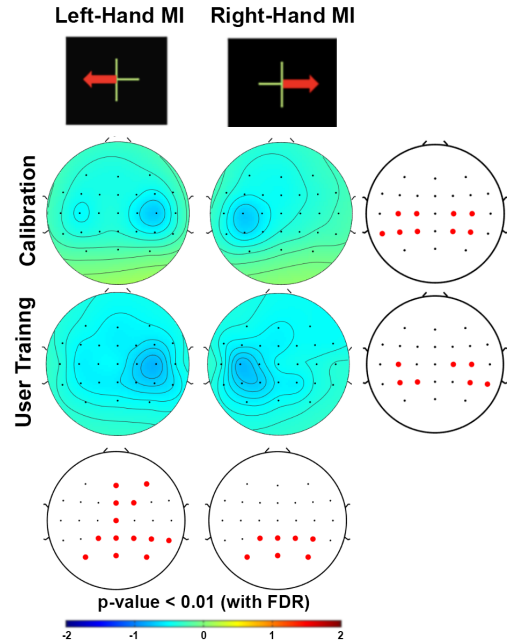 Left-Hand MI
Right-Hand MI
Calibration
User Trainng
p-value < 0.01 (with FDR)
-2 -1 0 1 2